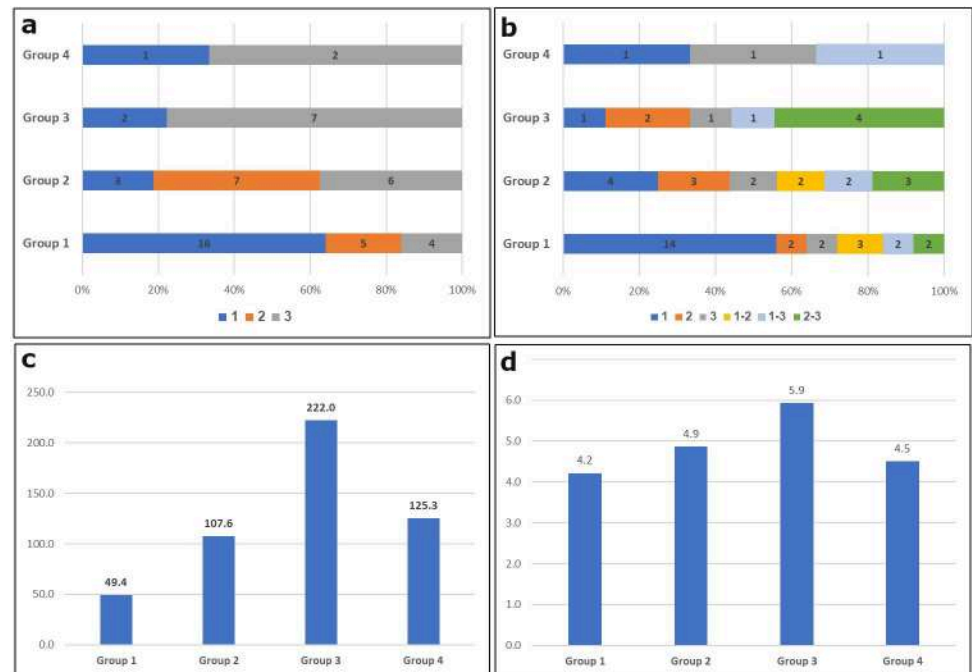 a
Group 4
1 2
Group 3
2 7
Group 2
3 7 6
Group 1
16 5 4
0% 20% 40% 60% 80% 100%
1 2 3
b
Group 4
1 1 1
Group 3
1 2 1 1 4
Group 2
4 3 2 2 2 3
Group 1
14 2 2 3 2 2
0% 20% 40% 60% 80% 100%
1 2 3 1-2 1-3 2-3
c
250.0
222.0
200.0
150.0
125.3
107.6
100.0
49.4
50.0
0.0
Group 1 Group 2 Group 3 Group 4
d
5.9
6.0
4.9
5.0
4.5
4.2
4.0
3.0
2.0
1.0
0.0
Group 1 Group 2 Group 3 Group 4